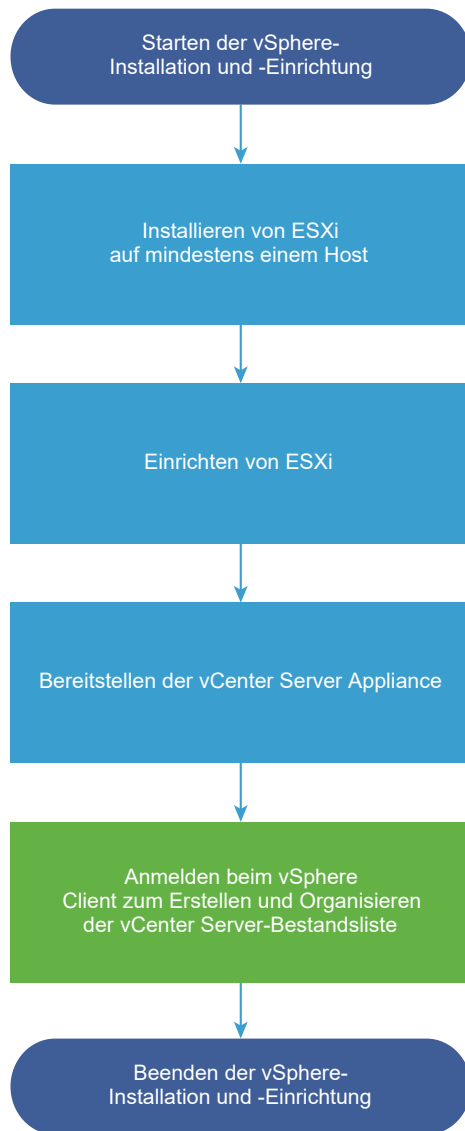 Starten der vSphere-
Installation und -Einrichtung
Installieren von ESXi
auf mindestens einem Host
Einrichten von ESXi
Bereitstellen der vCenter Server Appliance
Anmelden beim vSphere
Client zum Erstellen und Organisieren
der vCenter Server-Bestandsliste
Beenden der vSphere-
Installation und -Einrichtung